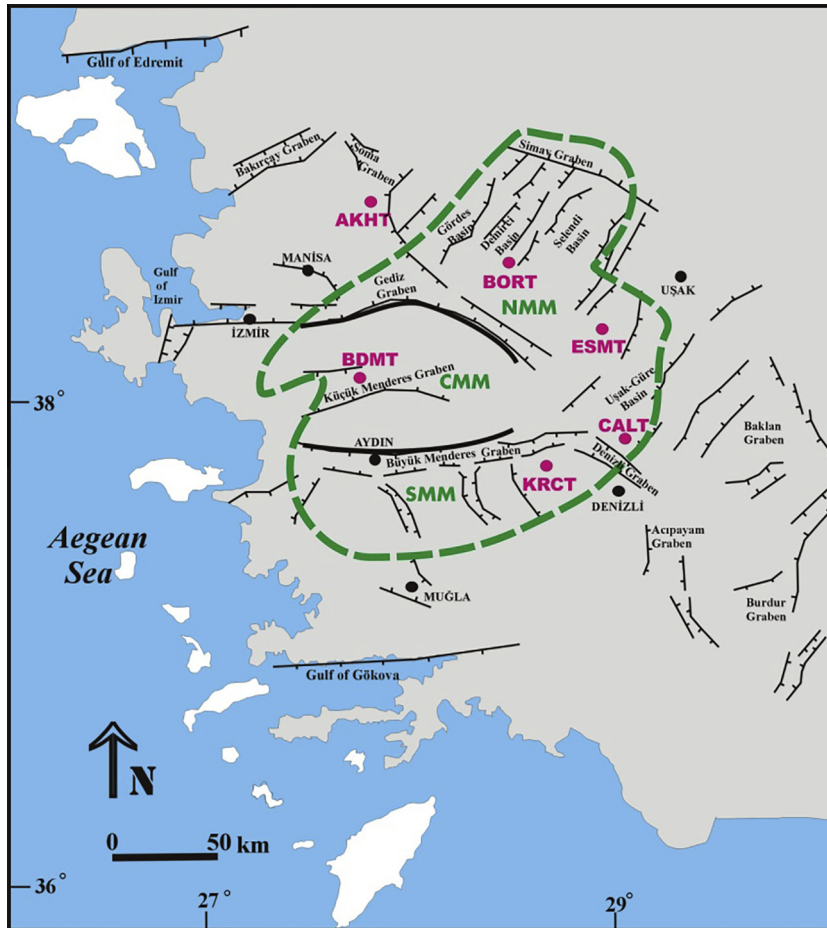 Gulf of Edremit
Bakırçay Graben
Soma
Graben
Simav Graben
AKHT
Gördes
Basin
Demirci
Basin
Selendi
Basin
MANİSA
BORT
Gulf
of
Izmir
Gediz
Graben
NMM
UŞAK
İZMİR
ESMT
BDMT
CMM
Küçük Menderes Graben
Uşak-Güre
Basin
38°
CALT
Baklan
Graben
AYDIN
Büyük Menderes Graben
Denizli Graben
KRCT
SMM
DENİZLİ
Aegean
Sea
Acıpayam
Graben
MUĞLA
Burdur
Graben
Gulf of Gökova
N
0 50 km
36°
27° 29°